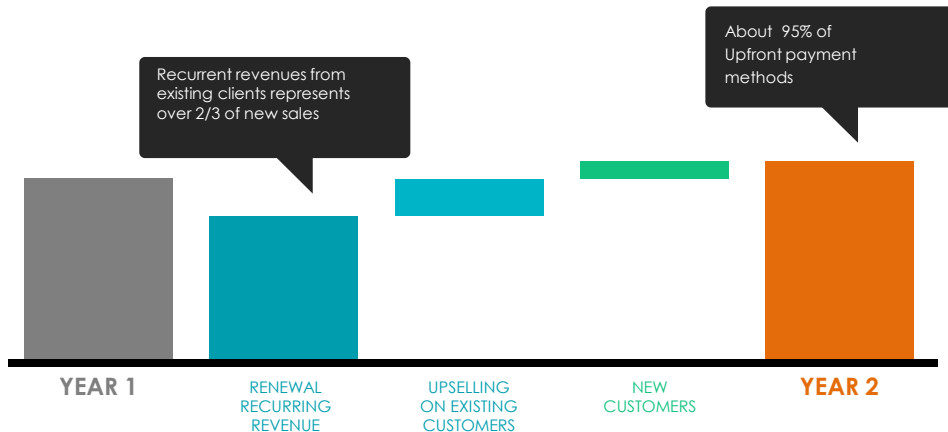 About 95% of
Upfront payment
methods
Recurrent revenues from
existing clients represents
over 2/3 of new sales
YEAR 1
RENEWAL
RECURRING
REVENUE
UPSELLING
ON EXISTING
CUSTOMERS
NEW
CUSTOMERS
YEAR 2